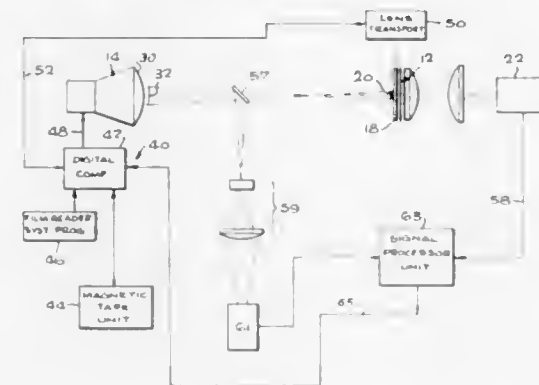 LENS
TRANSPORT
50
52
14
30
32
57
20
12
22
18
48
42
40
DIGITAL
COMP.
59
58
63
FILM READER
SYST. PROG.
46
SIGNAL
PROCESSOR
UNIT
MAGNETIC
TAPE
UNIT
44
61
65